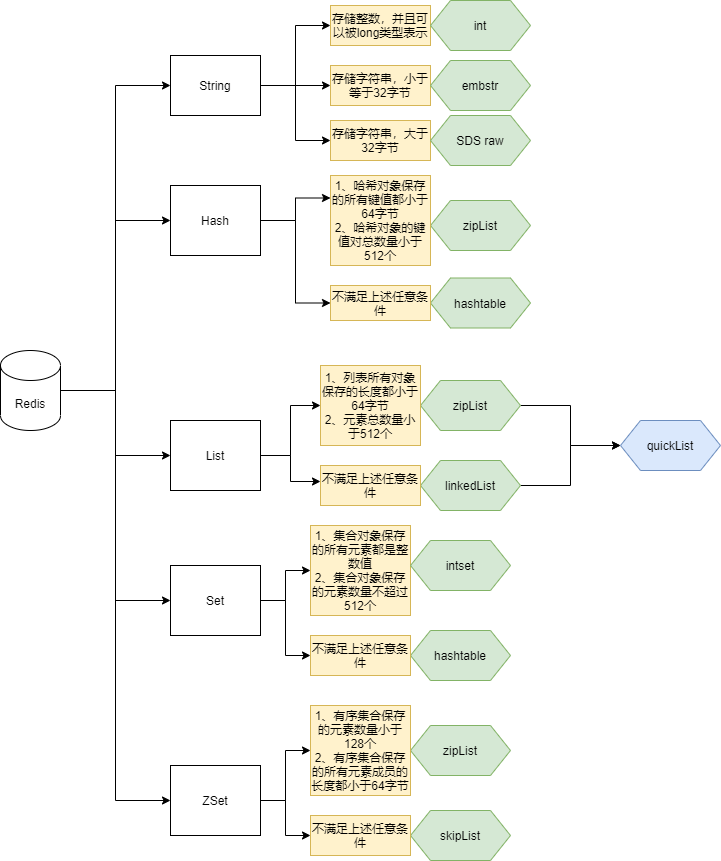 Redis
String
存储整数，并且可
以被long类型表示
int
存储字符串，小于
等于32字节
embstr
存储字符串，大于
32字节
SDS raw
Hash
1、哈希对象保存
的所有键值都小于
64字节
2、哈希对象的键
值对总数量小于
512个
zipList
不满足上述任意条
件
hashtable
List
1、列表所有对象
保存的长度都小于
64字节
2、元素总数量小
于512个
zipList
不满足上述任意条
件
linkedList
quickList
Set
1、集合对象保存
的所有元素都是整
数值
2、集合对象保存
的元素数量不超过
512个
intset
不满足上述任意条
件
hashtable
ZSet
1、有序集合保存
的元素数量小于
128个
2、有序集合保存
的所有元素成员的
长度都小于64字节
zipList
不满足上述任意条
件
skipList